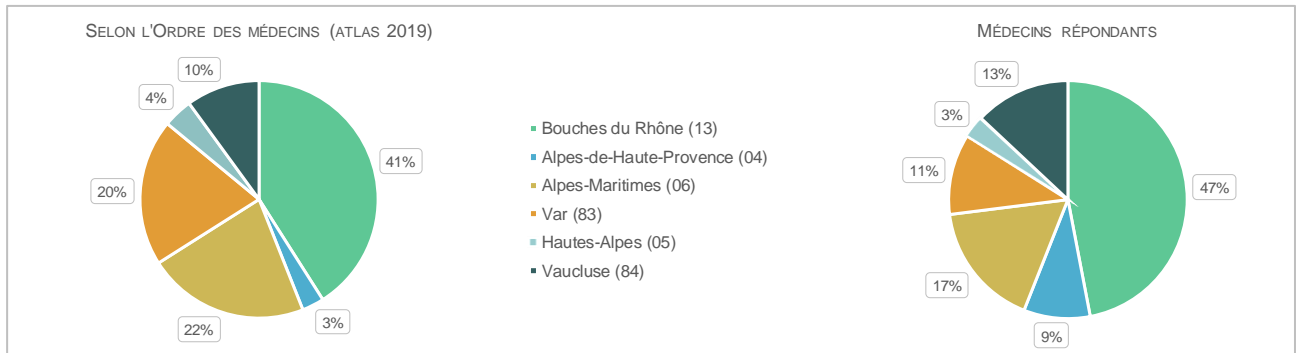 SELON L'ORDRE DES MÉDECINS (ATLAS 2019)
10%
4%
41%
20%
22%
3%
Bouches du Rhône (13)
Alpes-de-Haute-Provence (04)
Alpes-Maritimes (06)
Var (83)
Hautes-Alpes (05)
Vaucluse (84)
MÉDECINS RÉPONDANTS
13%
3%
11%
47%
17%
9%